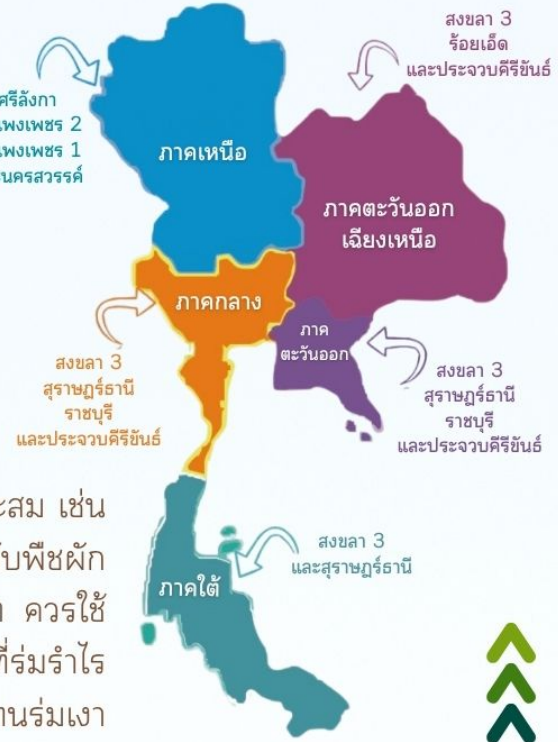 สงขลา 3
ร้อยเอ็ด
และประจวบคีรีขันธ์
ศรีลังกา
แพงเพชร 2
แพงเพชร 1
นครสวรรค์
ภาคเหนือ
ภาคตะวันออก
เฉียงเหนือ
ภาคกลาง
ภาค
ตะวันออก
สงขลา 3
สุราษฎร์ธานี
ราชบุรี
และประจวบคีรีขันธ์
สงขลา 3
สุราษฎร์ธานี
ราชบุรี
และประจวบคีรีขันธ์
สงขลา 3
และสุราษฎร์ธานี
ภาคใต้
ะสม เช่น
ับพืชผัก
ควรใช้
ที่ร่มรำไร
ทนร่มเงา